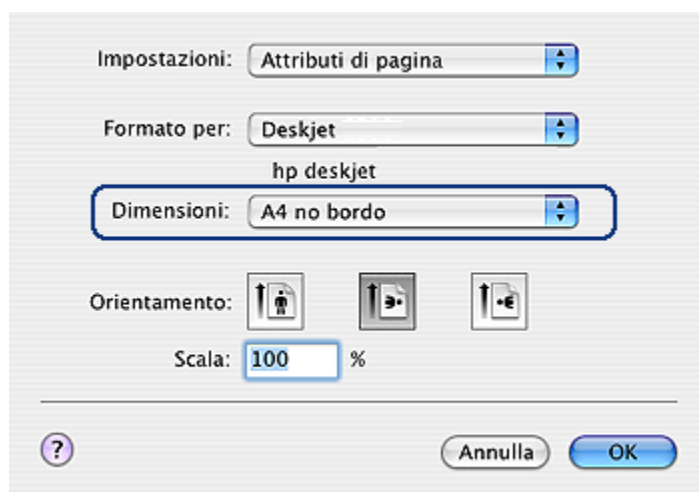 Impostazioni: Attributi di pagina
Formato per: Deskjet
hp deskjet
Dimensioni: A4 no bordo
Orientamento:
Scala: 100 %
? Annulla OK